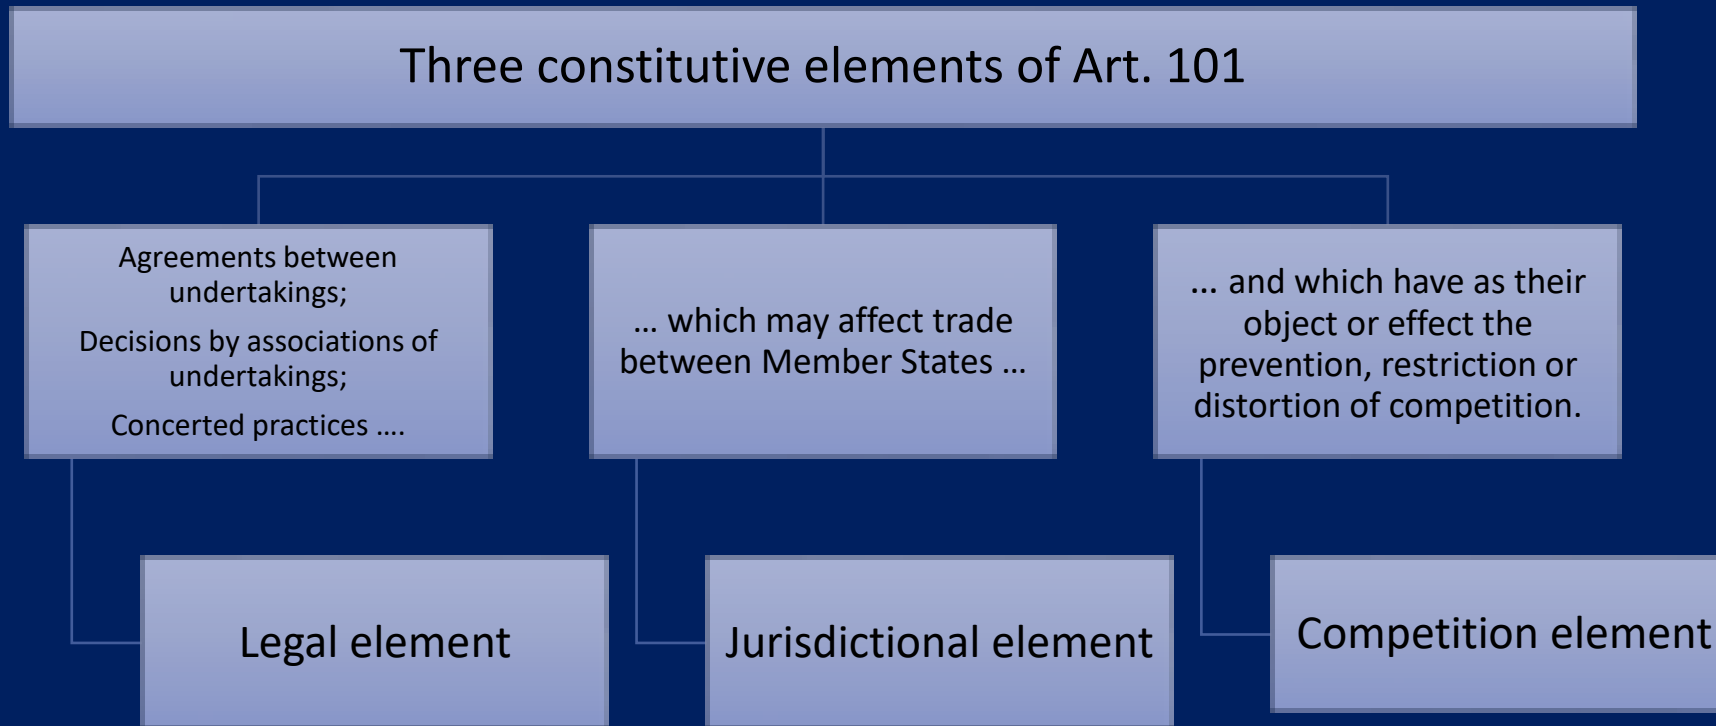 Three constitutive elements of Art. 101
Agreements between
undertakings;
Decisions by associations of
undertakings;
Concerted practices ....
... which may affect trade
between Member States ...
... and which have as their
object or effect the
prevention, restriction or
distortion of competition.
Legal element
Jurisdictional element
Competition element